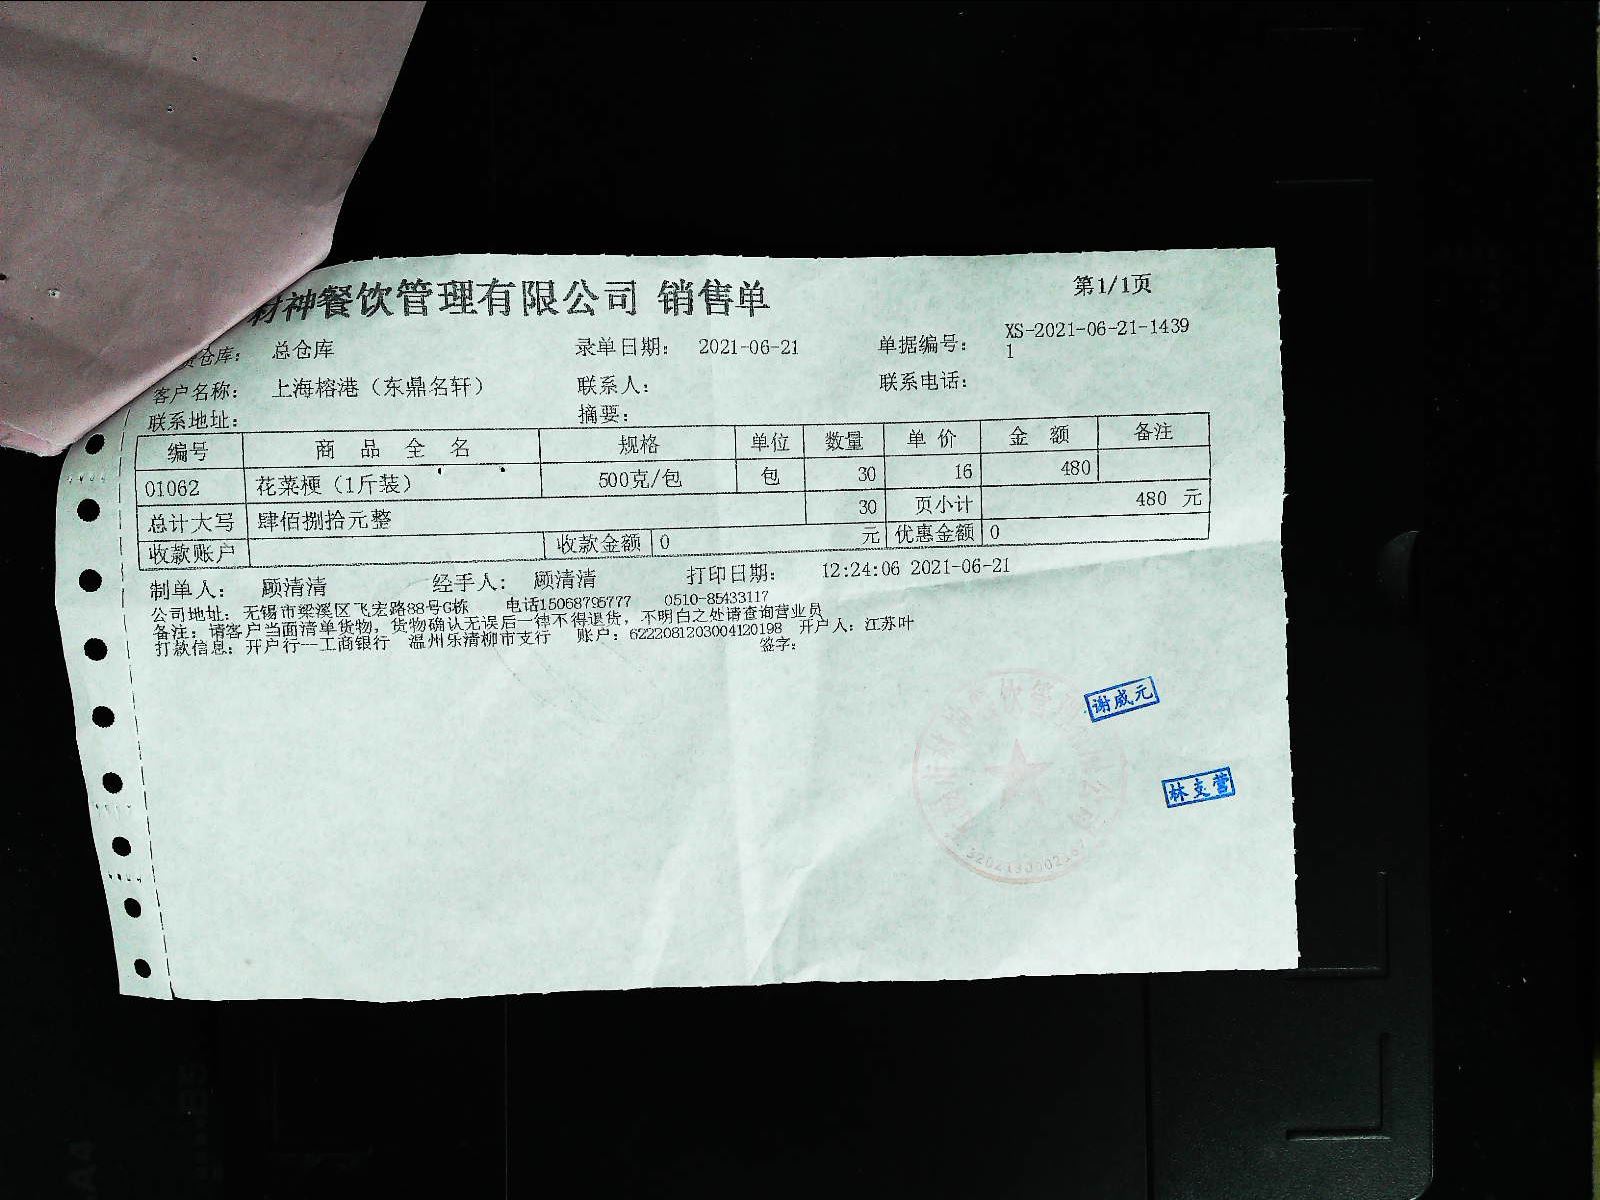 材神餐饮管理有限公司 销售单
第1/1页
仓库： 总仓库 录单日期： 2021-06-21 单据编号： XS-2021-06-21-1439
1
客户名称： 上海榕港（东鼎名轩） 联系人： 联系电话：
联系地址： 摘要：
编号 商 品 全 名 规格 单位 数量 单 价 金 额 备注
01062 花菜梗（1斤装） 500克/包 包 30 16 480
总计大写 肆佰捌拾元整 30 页小计 480 元
收款账户 收款金额 0 元 优惠金额 0
制单人： 顾清清 经手人： 顾清清 打印日期： 12:24:06 2021-06-21
公司地址：无锡市梁溪区飞宏路88号G栋 电话15068795777 0510-85433117
备注：请客户当面清单货物，货物确认无误后一律不得退货，不明白之处请查询营业员
打款信息：开户行--工商银行 温州乐清柳市支行 账户：6222081203004120198 开户人：江苏叶
签字：
谢威元
林支营